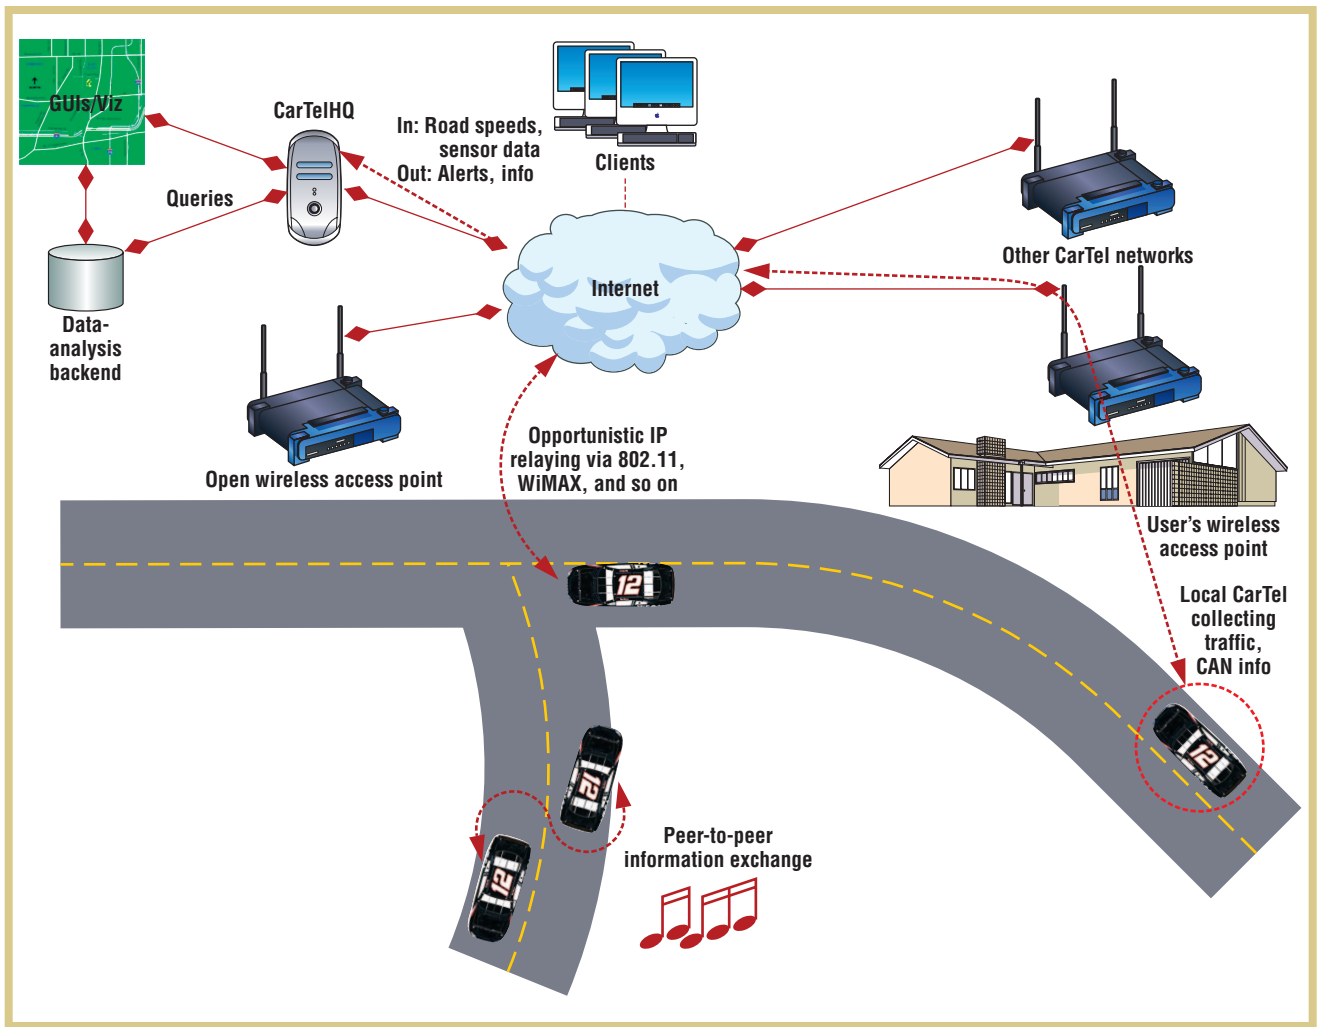 GUIs/Viz
CarTelHQ
In: Road speeds,
sensor data
Out: Alerts, info
Clients
Queries
Other CarTel networks
Internet
Data-
analysis
backend
Open wireless access point
Opportunistic IP
relaying via 802.11,
WiMAX, and so on
User's wireless
access point
12
Local CarTel
collecting
traffic,
CAN info
12
12
Peer-to-peer
information exchange
12